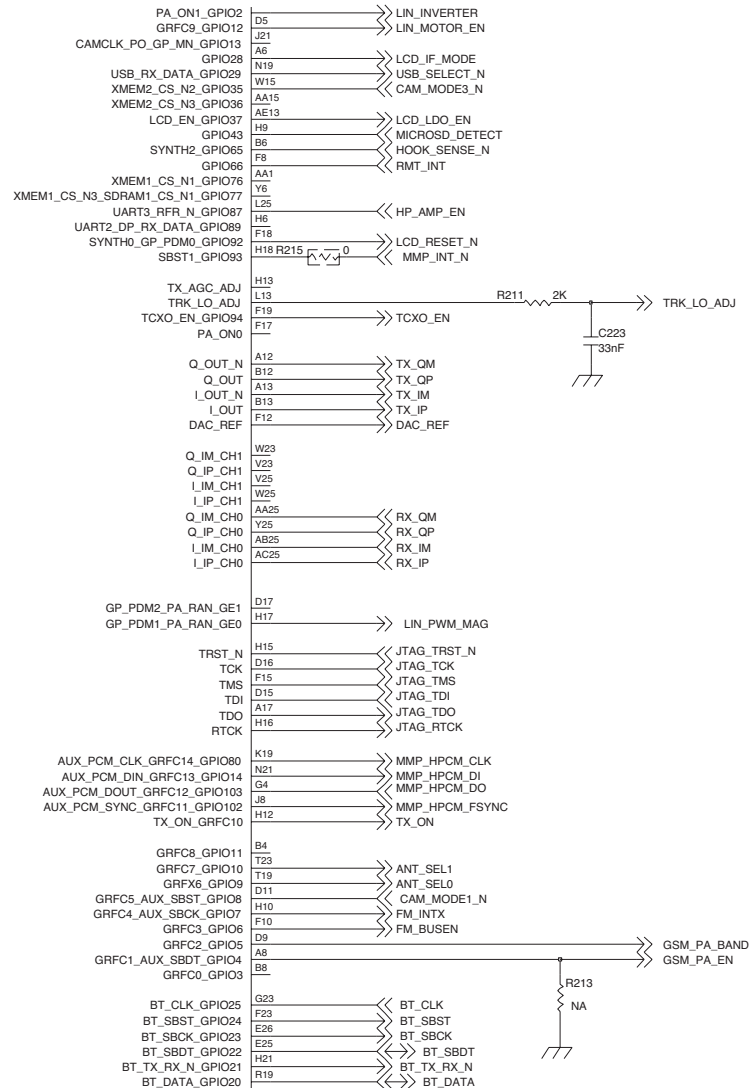 PA_ON1_GPIO2 LIN_INVERTER
GRFC9_GPIO12 D5 LIN_MOTOR_EN
CAMCLK_PO_GP_MN_GPIO13 J21
GPIO28 A6 LCD_IF_MODE
USB_RX_DATA_GPIO29 N19 USB_SELECT_N
XMEM2_CS_N2_GPIO35 W15 CAM_MODE3_N
XMEM2_CS_N3_GPIO36 AA15
LCD_EN_GPIO37 AE13 LCD_LDO_EN
GPIO43 H9 MICROSD_DETECT
SYNTH2_GPIO65 B6 HOOK_SENSE_N
GPIO66 F8 RMT_INT
XMEM1_CS_N1_GPIO76 AA1
XMEM1_CS_N3_SDRAM1_CS_N1_GPIO77 Y6
UART3_RFR_N_GPIO87 L25 HP_AMP_EN
UART2_DP_RX_DATA_GPIO89 H6
SYNTH0_GP_PDM0_GPIO92 F18 LCD_RESET_N
SBST1_GPIO93 H18 R215 0 MMP_INT_N
TX_AGC_ADJ H13
TRK_LO_ADJ L13 R211 2K TRK_LO_ADJ
TCXO_EN_GPIO94 F19 TCXO_EN
PA_ON0 F17
C223
33nF
Q_OUT_N A12 TX_QM
Q_OUT B12 TX_QP
I_OUT_N A13 TX_IM
I_OUT B13 TX_IP
DAC_REF F12 DAC_REF
Q_IM_CH1 W23
Q_IP_CH1 V23
I_IM_CH1 V25
I_IP_CH1 W25
Q_IM_CH0 AA25 RX_QM
Q_IP_CH0 Y25 RX_QP
I_IM_CH0 AB25 RX_IM
I_IP_CH0 AC25 RX_IP
GP_PDM2_PA_RAN_GE1 D17
GP_PDM1_PA_RAN_GE0 H17 LIN_PWM_MAG
TRST_N H15 JTAG_TRST_N
TCK D16 JTAG_TCK
TMS F15 JTAG_TMS
TDI D15 JTAG_TDI
TDO A17 JTAG_TDO
RTCK H16 JTAG_RTCK
AUX_PCM_CLK_GRFC14_GPIO80 K19 MMP_HPCM_CLK
AUX_PCM_DIN_GRFC13_GPIO14 N21 MMP_HPCM_DI
AUX_PCM_DOUT_GRFC12_GPIO103 G4 MMP_HPCM_DO
AUX_PCM_SYNC_GRFC11_GPIO102 J8 MMP_HPCM_FSYNC
TX_ON_GRFC10 H12 TX_ON
GRFC8_GPIO11 B4
GRFC7_GPIO10 T23 ANT_SEL1
GRFX6_GPIO9 T19 ANT_SEL0
GRFC5_AUX_SBST_GPIO8 D11 CAM_MODE1_N
GRFC4_AUX_SBCK_GPIO7 H10 FM_INTX
GRFC3_GPIO6 F10 FM_BUSEN
GRFC2_GPIO5 D9 GSM_PA_BAND
GRFC1_AUX_SBDT_GPIO4 A8 GSM_PA_EN
GRFC0_GPIO3 B8
R213
NA
BT_CLK_GPIO25 G23 BT_CLK
BT_SBST_GPIO24 F23 BT_SBST
BT_SBCK_GPIO23 E26 BT_SBCK
BT_SBDT_GPIO22 E25 BT_SBDT
BT_TX_RX_N_GPIO21 H21 BT_TX_RX_N
BT_DATA_GPIO20 R19 BT_DATA